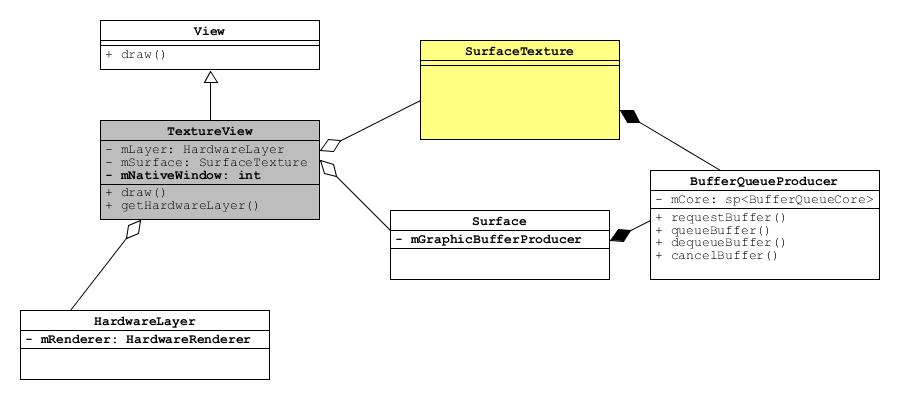 View
+ draw()
SurfaceTexture
TextureView
- mLayer: HardwareLayer
- mSurface: SurfaceTexture
- mNativeWindow: int
+ draw()
+ getHardwareLayer()
BufferQueueProducer
- mCore: sp<BufferQueueCore>
+ requestBuffer()
+ queueBuffer()
+ dequeueBuffer()
+ cancelBuffer()
Surface
- mGraphicBufferProducer
HardwareLayer
- mRenderer: HardwareRenderer